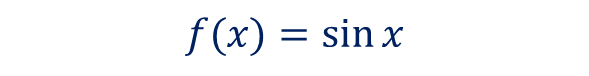 f(x) = sin x